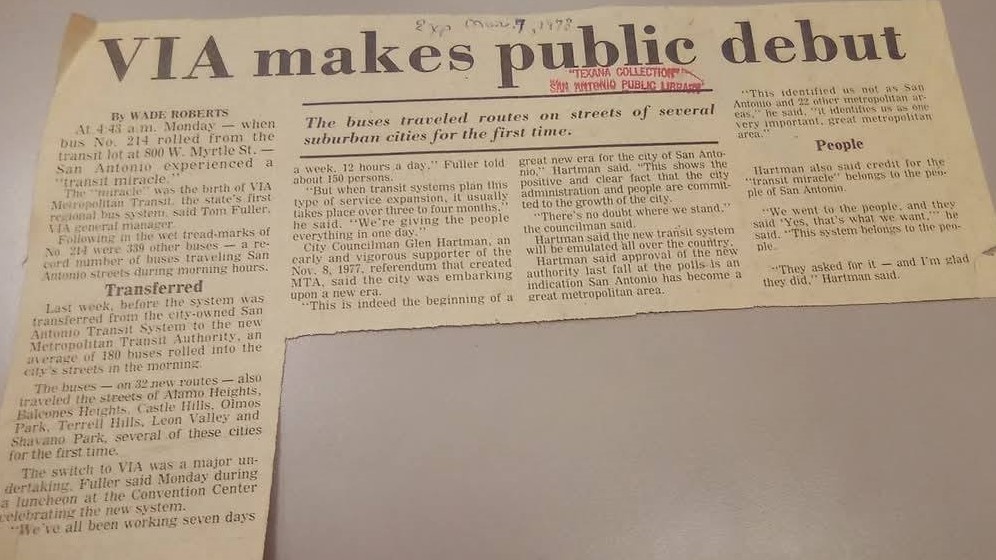 Exp Mar. 7, 1978
VIA makes public debut
"TEXANA COLLECTION"
SAN ANTONIO PUBLIC LIBRARY
By WADE ROBERTS
At 4:43 a.m. Monday — when
bus No. 214 rolled from the
transit lot at 800 W. Myrtle St. —
San Antonio experienced a
"transit miracle."
The "miracle" was the birth of VIA
Metropolitan Transit, the state's first
regional bus system, said Tom Fuller,
VIA general manager.
Following in the wet tread-marks of
No. 214 were 339 other buses — a re-
cord number of buses traveling San
Antonio streets during morning hours.
Transferred
Last week, before the system was
transferred from the city-owned San
Antonio Transit System to the new
Metropolitan Transit Authority, an
average of 180 buses rolled into the
city's streets in the morning.
The buses — on 32 new routes — also
traveled the streets of Alamo Heights,
Balcones Heights, Castle Hills, Olmos
Park, Terrell Hills, Leon Valley and
Shavano Park, several of these cities
for the first time.
The switch to VIA was a major un-
dertaking, Fuller said Monday during
a luncheon at the Convention Center
celebrating the new system.
"We've all been working seven days
The buses traveled routes on streets of several
suburban cities for the first time.
a week, 12 hours a day," Fuller told
about 150 persons.
"But when transit systems plan this
type of service expansion, it usually
takes place over three to four months,"
he said. "We're giving the people
everything in one day."
City Councilman Glen Hartman, an
early and vigorous supporter of the
Nov. 8, 1977, referendum that created
MTA, said the city was embarking
upon a new era.
"This is indeed the beginning of a
great new era for the city of San Anto-
nio," Hartman said. "This shows the
positive and clear fact that the city
administration and people are commit-
ted to the growth of the city.
"There's no doubt where we stand,"
the councilman said.
Hartman said the new transit system
will be emulated all over the country.
Hartman said approval of the new
authority last fall at the polls is an
indication San Antonio has become a
great metropolitan area.
"This identified us not as San
Antonio and 22 other metropolitan ar-
eas," he said, "it identifies us as one
very important, great metropolitan
area."
People
Hartman also said credit for the
"transit miracle" belongs to the peo-
ple of San Antonio.
"We went to the people, and they
said 'Yes, that's what we want,'" he
said. "This system belongs to the peo-
ple.
"They asked for it — and I'm glad
they did," Hartman said.